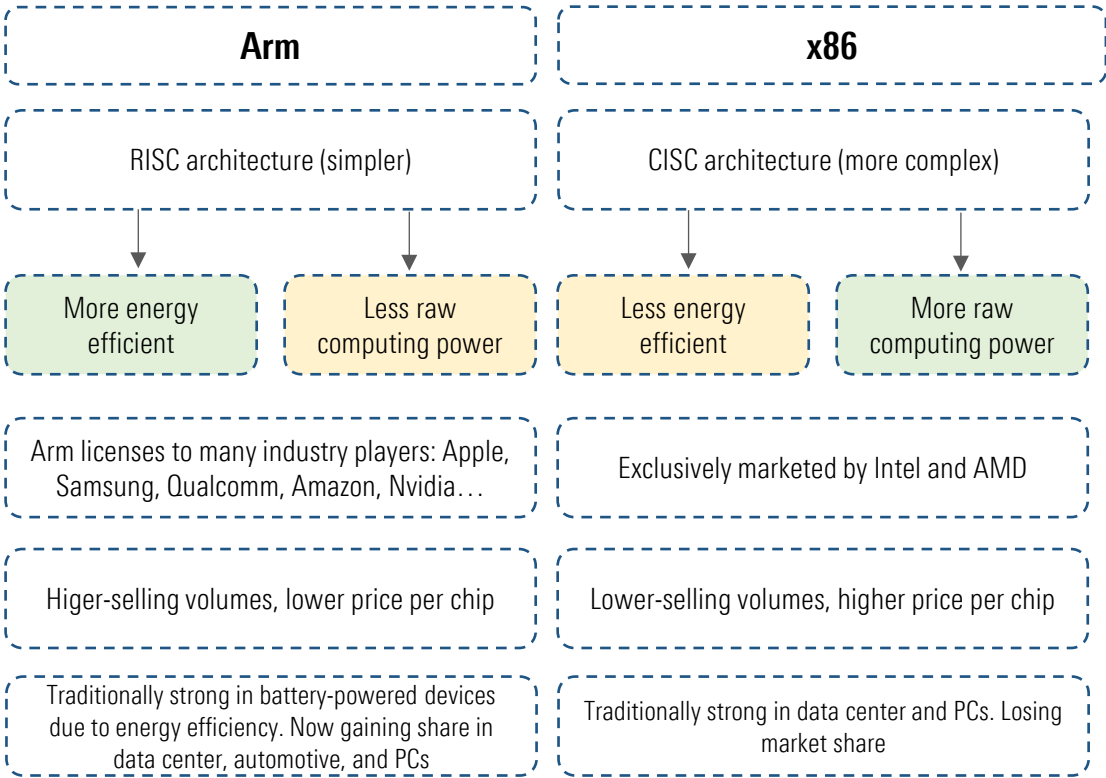 Arm
x86
RISC architecture (simpler)
CISC architecture (more complex)
More energy
efficient
Less raw
computing power
Less energy
efficient
More raw
computing power
Arm licenses to many industry players: Apple,
Samsung, Qualcomm, Amazon, Nvidia…
Exclusively marketed by Intel and AMD
Higer-selling volumes, lower price per chip
Lower-selling volumes, higher price per chip
Traditionally strong in battery-powered devices
due to energy efficiency. Now gaining share in
data center, automotive, and PCs
Traditionally strong in data center and PCs. Losing
market share